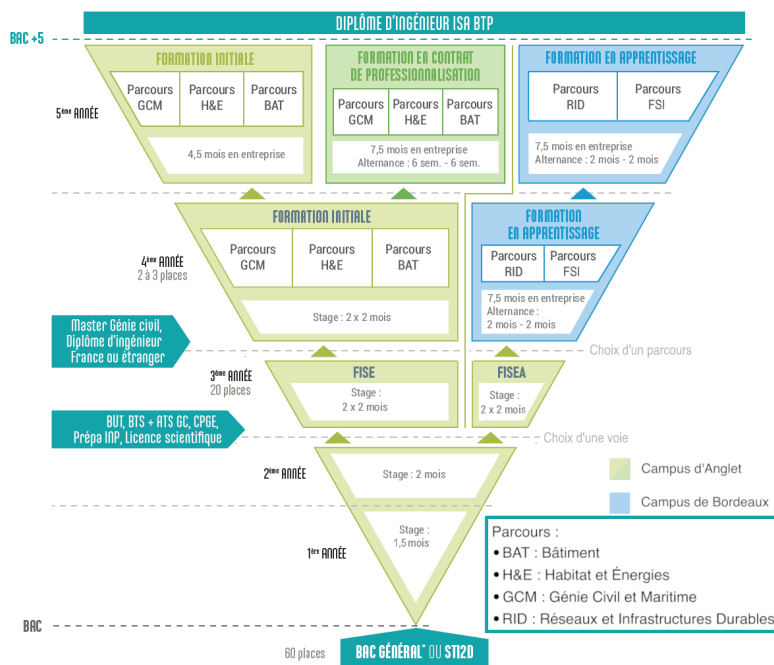 DIPLÔME D'INGÉNIEUR ISA BTP
BAC +5
FORMATION INITIALE
Parcours GCM
Parcours H&E
Parcours BAT
4,5 mois en entreprise
FORMATION EN CONTRAT
DE PROFESSIONNALISATION
Parcours GCM
Parcours H&E
Parcours BAT
7,5 mois en entreprise
Alternance : 6 sem. - 6 sem.
FORMATION EN APPRENTISSAGE
Parcours RID
Parcours FSI
7,5 mois en entreprise
Alternance : 2 mois - 2 mois
5ème ANNÉE
FORMATION INITIALE
Parcours GCM
Parcours H&E
Parcours BAT
Stage : 2 x 2 mois
FORMATION
EN APPRENTISSAGE
Parcours RID
Parcours FSI
7,5 mois en entreprise
Alternance :
2 mois - 2 mois
4ème ANNÉE
2 à 3 places
Master Génie civil,
Diplôme d'ingénieur
France ou étranger
Choix d'un parcours
3ème ANNÉE
20 places
FISE
Stage :
2 x 2 mois
FISEA
Stage :
2 x 2 mois
BUT, BTS + ATS GC, CPGE,
Prépa INP, Licence scientifique
Choix d'une voie
2ème ANNÉE
Stage : 2 mois
Campus d'Anglet
Campus de Bordeaux
1ère ANNÉE
Stage :
1,5 mois
Parcours :
• BAT : Bâtiment
• H&E : Habitat et Énergies
• GCM : Génie Civil et Maritime
• RID : Réseaux et Infrastructures Durables
BAC
60 places
BAC GÉNÉRAL* OU STI2D